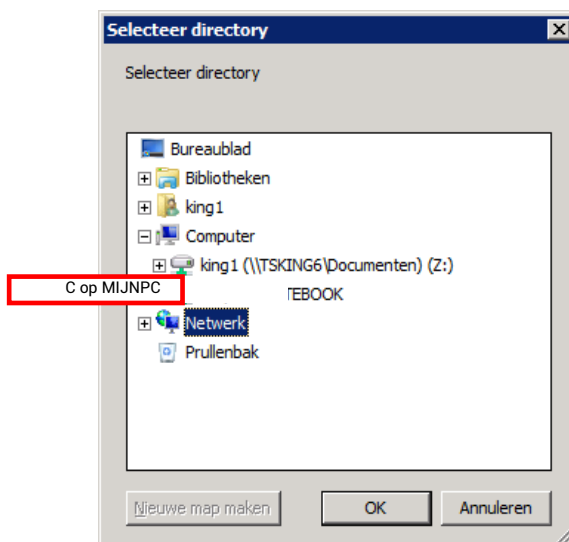 Selecteer directory
Selecteer directory
Bureaublad
Bibliotheken
king1
Computer
king1 (\\TSKING6\Documenten) (Z:)
C op MIJNPC
TEBOOK
Netwerk
Prullenbak
Nieuwe map maken
OK
Annuleren